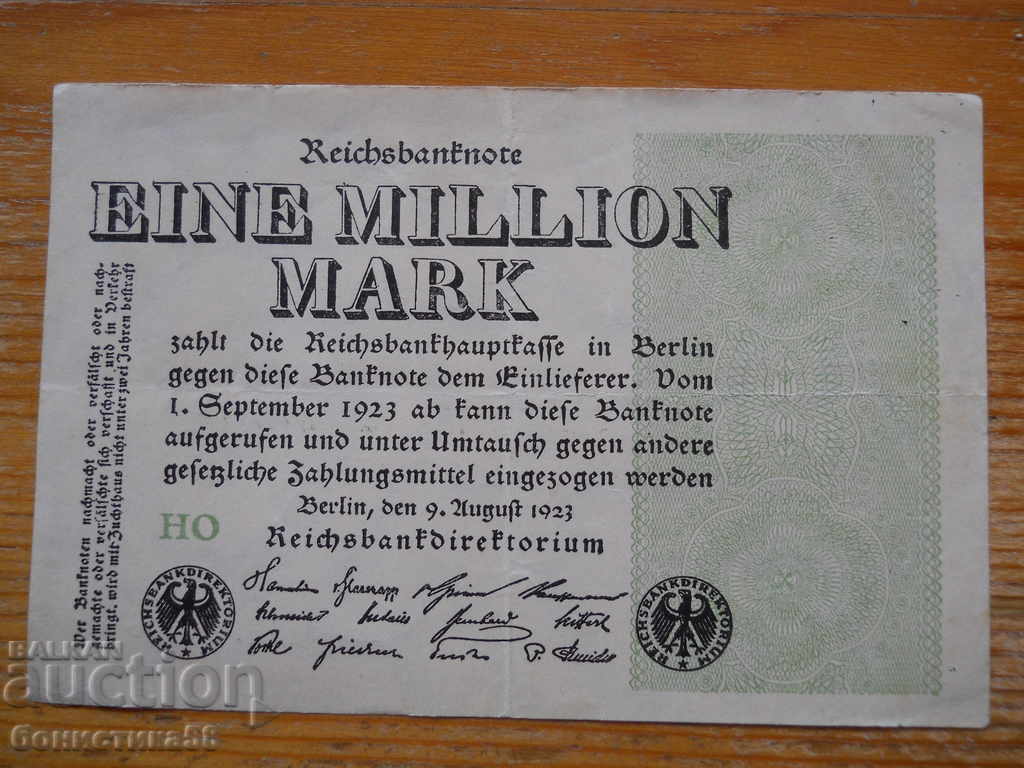 Reichsbanknote
EINE MILLION
MARK
zahlt die Reichsbankhauptkasse in Berlin
gegen diese Banknote dem Einlieferer. Vom
1. September 1923 ab kann diese Banknote
aufgerufen und unter Umtausch gegen andere
gesetzliche Zahlungsmittel eingezogen werden
Berlin, den 9. August 1923
Reichsbankdirektorium
HO
Wer Banknoten nachmacht oder verfälscht oder nach-
gemachte oder verfälschte sich verschafft und in Verkehr
bringt, wird mit Zuchthaus nicht unter zwei Jahren bestraft
REICHSBANKDIREKTORIUM
REICHSBANKDIREKTORIUM
BALKAN
auction
бонистика58